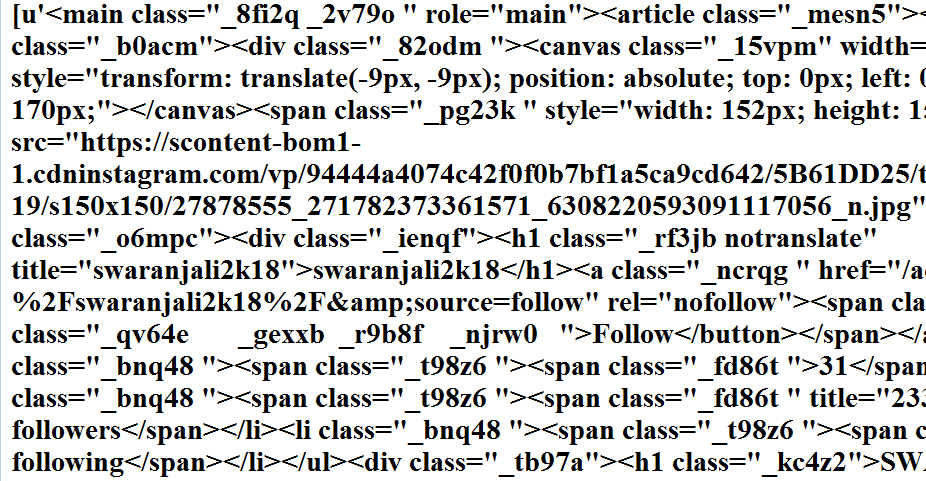 [u'<main class="_8fi2q _2v79o " role="main"><article class="_mesn5"><
class="_b0acm"><div class="_82odm "><canvas class="_15vpm" width=
style="transform: translate(-9px, -9px); position: absolute; top: 0px; left: 0
170px;"></canvas><span class="_pg23k " style="width: 152px; height: 15
src="https://scontent-bom1-
1.cdninstagram.com/vp/94444a4074c42f0f0b7bf1a5ca9cd642/5B61DD25/t
19/s150x150/27878555_271782373361571_6308220593091117056_n.jpg"
class="_o6mpc"><div class="_ienqf"><h1 class="_rf3jb notranslate"
title="swaranjali2k18">swaranjali2k18</h1><a class="_ncrqg " href="/a
%2Fswaranjali2k18%2F&amp;source=follow" rel="nofollow"><span cla
class="_qv64e _gexxb _r9b8f _njrw0 ">Follow</button></span></a
class="_bnq48 "><span class="_t98z6 "><span class="_fd86t ">31</span
class="_bnq48 "><span class="_t98z6 "><span class="_fd86t " title="233
followers</span></li><li class="_bnq48 "><span class="_t98z6 "><span c
following</span></li></ul><div class="_tb97a"><h1 class="_kc4z2">SWA